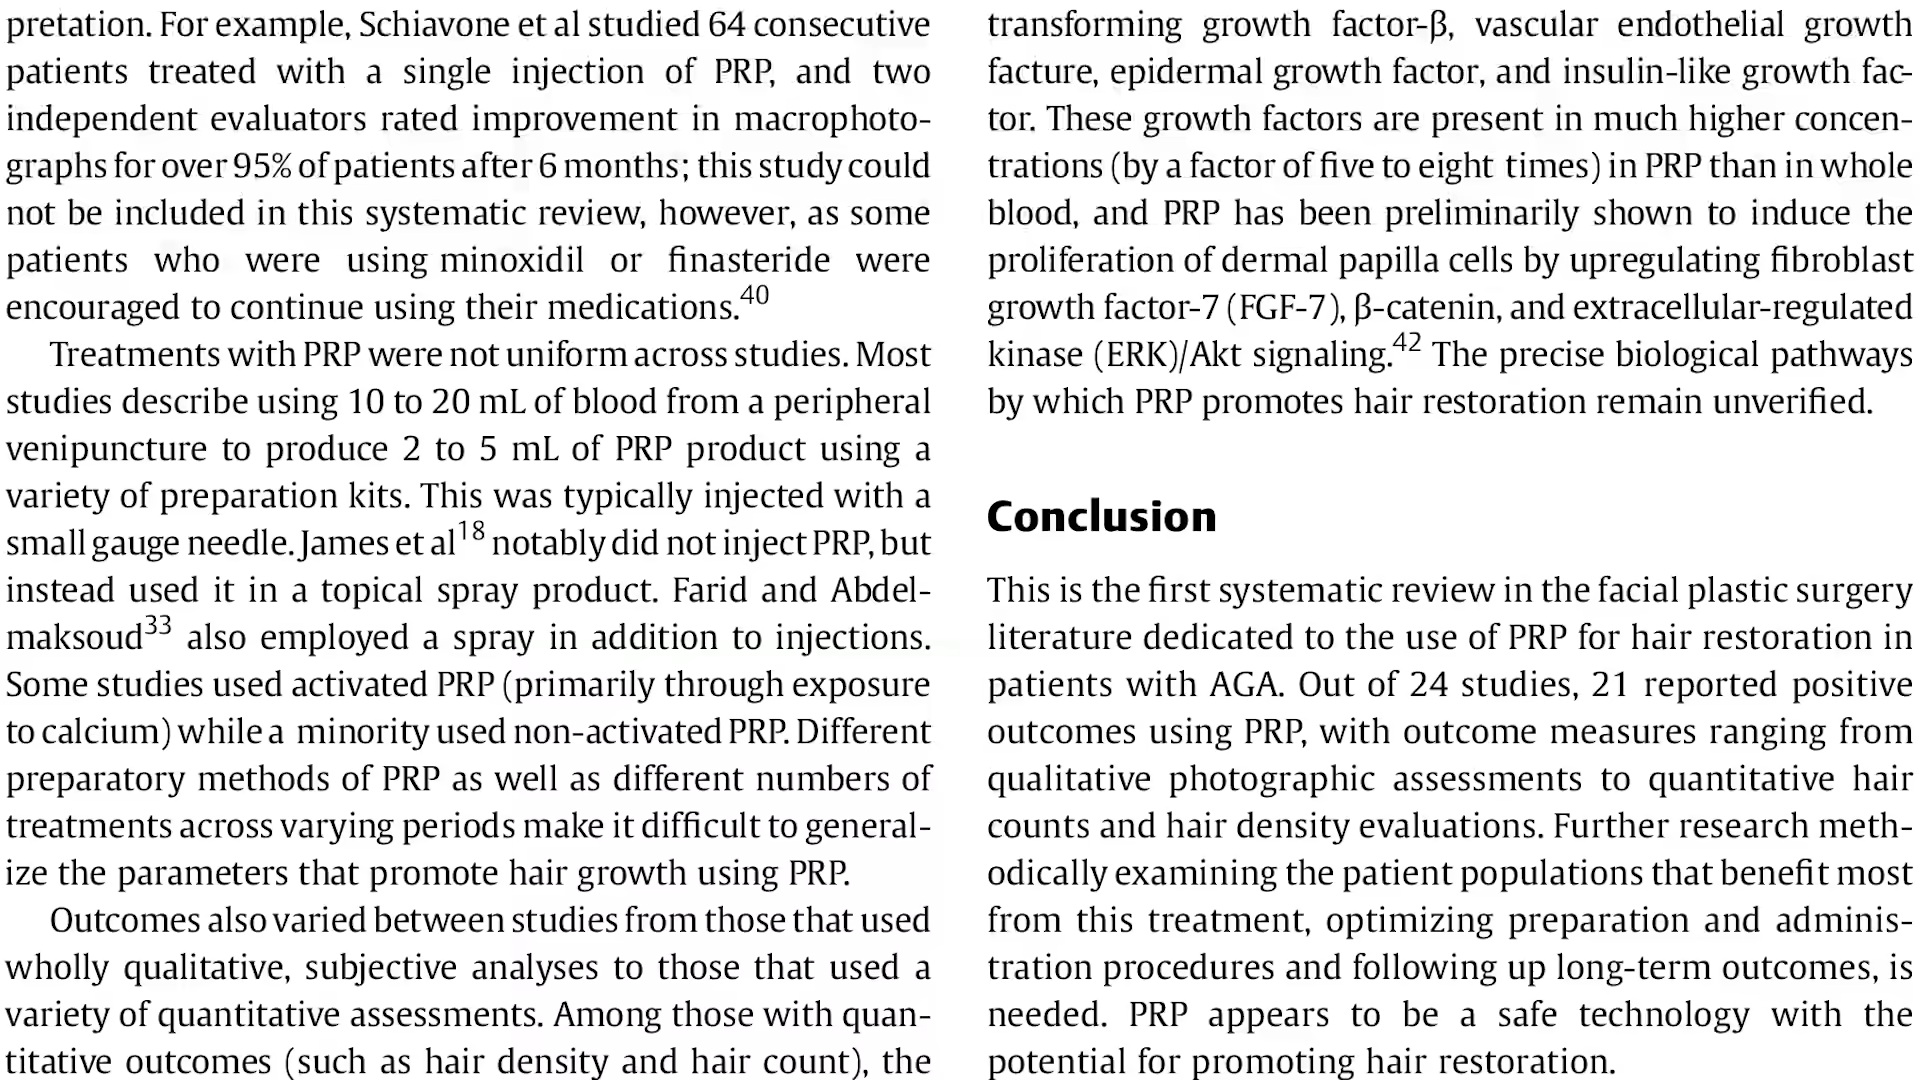 pretation. For example, Schiavone et al studied 64 consecutive
patients treated with a single injection of PRP, and two
independent evaluators rated improvement in macrophoto-
graphs for over 95% of patients after 6 months; this study could
not be included in this systematic review, however, as some
patients who were using minoxidil or finasteride were
encouraged to continue using their medications.40
Treatments with PRP were not uniform across studies. Most
studies describe using 10 to 20 mL of blood from a peripheral
venipuncture to produce 2 to 5 mL of PRP product using a
variety of preparation kits. This was typically injected with a
small gauge needle. James et al18 notably did not inject PRP, but
instead used it in a topical spray product. Farid and Abdel-
maksoud33 also employed a spray in addition to injections.
Some studies used activated PRP (primarily through exposure
to calcium) while a minority used non-activated PRP. Different
preparatory methods of PRP as well as different numbers of
treatments across varying periods make it difficult to general-
ize the parameters that promote hair growth using PRP.
Outcomes also varied between studies from those that used
wholly qualitative, subjective analyses to those that used a
variety of quantitative assessments. Among those with quan-
titative outcomes (such as hair density and hair count), the
transforming growth factor-β, vascular endothelial growth
facture, epidermal growth factor, and insulin-like growth fac-
tor. These growth factors are present in much higher concen-
trations (by a factor of five to eight times) in PRP than in whole
blood, and PRP has been preliminarily shown to induce the
proliferation of dermal papilla cells by upregulating fibroblast
growth factor-7 (FGF-7), β-catenin, and extracellular-regulated
kinase (ERK)/Akt signaling.42 The precise biological pathways
by which PRP promotes hair restoration remain unverified.
Conclusion
This is the first systematic review in the facial plastic surgery
literature dedicated to the use of PRP for hair restoration in
patients with AGA. Out of 24 studies, 21 reported positive
outcomes using PRP, with outcome measures ranging from
qualitative photographic assessments to quantitative hair
counts and hair density evaluations. Further research meth-
odically examining the patient populations that benefit most
from this treatment, optimizing preparation and adminis-
tration procedures and following up long-term outcomes, is
needed. PRP appears to be a safe technology with the
potential for promoting hair restoration.